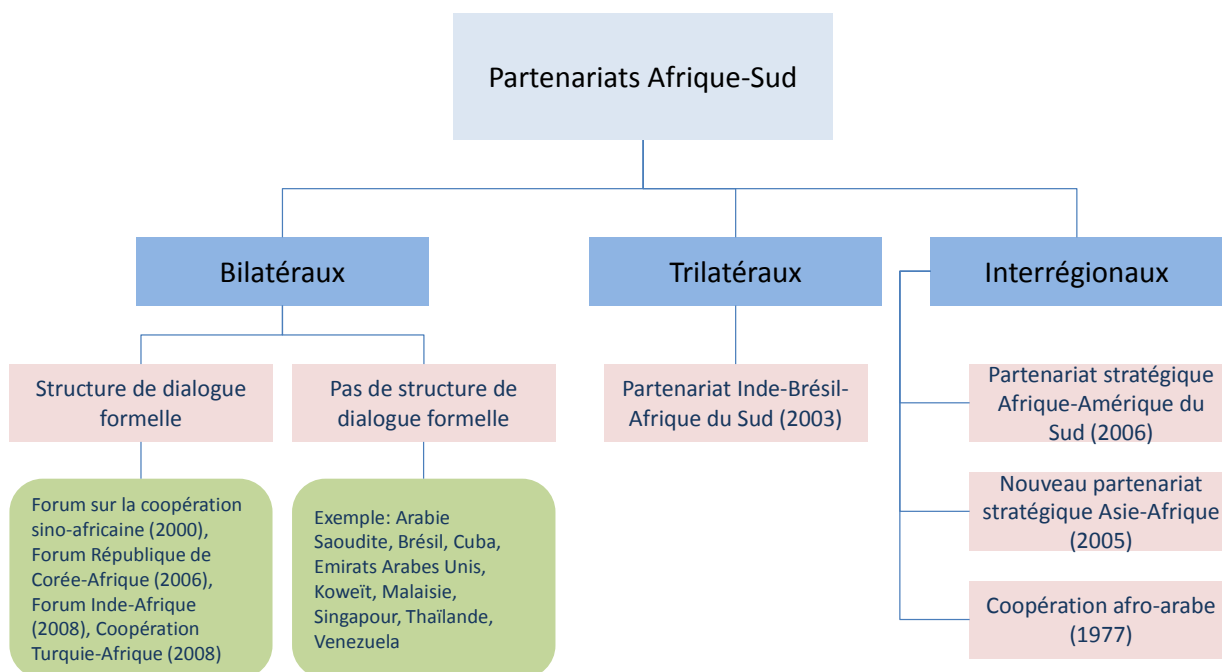 Partenariats Afrique-Sud
Bilatéraux
Trilatéraux
Interrégionaux
Structure de dialogue
formelle
Pas de structure de
dialogue formelle
Partenariat Inde-Brésil-
Afrique du Sud (2003)
Partenariat stratégique
Afrique-Amérique du
Sud (2006)
Forum sur la coopération
sino-africaine (2000),
Forum République de
Corée-Afrique (2006),
Forum Inde-Afrique
(2008), Coopération
Turquie-Afrique (2008)
Exemple: Arabie
Saoudite, Brésil, Cuba,
Emirats Arabes Unis,
Koweït, Malaisie,
Singapour, Thaïlande,
Venezuela
Nouveau partenariat
stratégique Asie-Afrique
(2005)
Coopération afro-arabe
(1977)